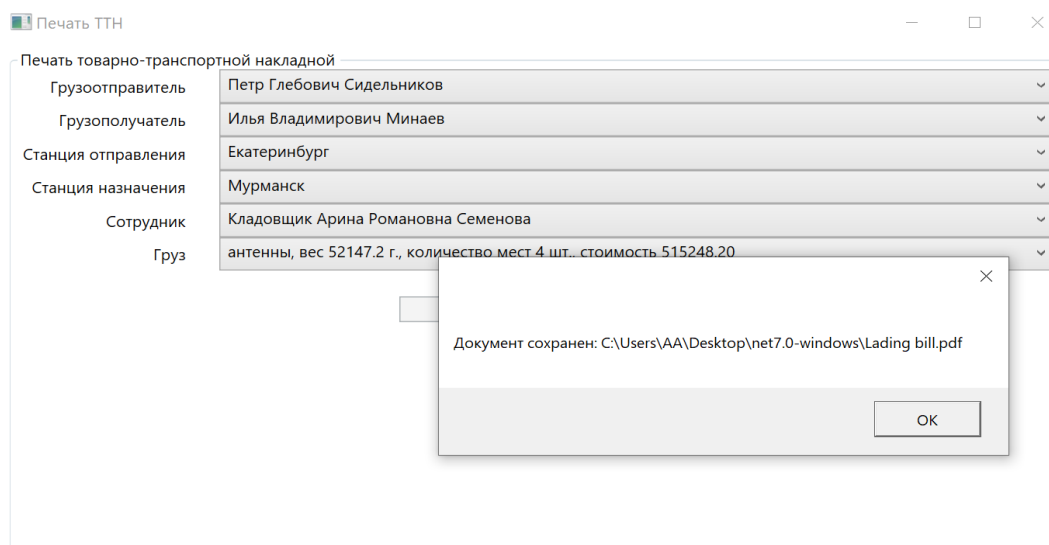 Печать ТТН
Печать товарно-транспортной накладной
Грузоотправитель Петр Глебович Сидельников
Грузополучатель Илья Владимирович Минаев
Станция отправления Екатеринбург
Станция назначения Мурманск
Сотрудник Кладовщик Арина Романовна Семенова
Груз антенны, вес 52147.2 г., количество мест 4 шт., стоимость 515248.20
Документ сохранен: C:\Users\AA\Desktop\net7.0-windows\Lading bill.pdf
OK